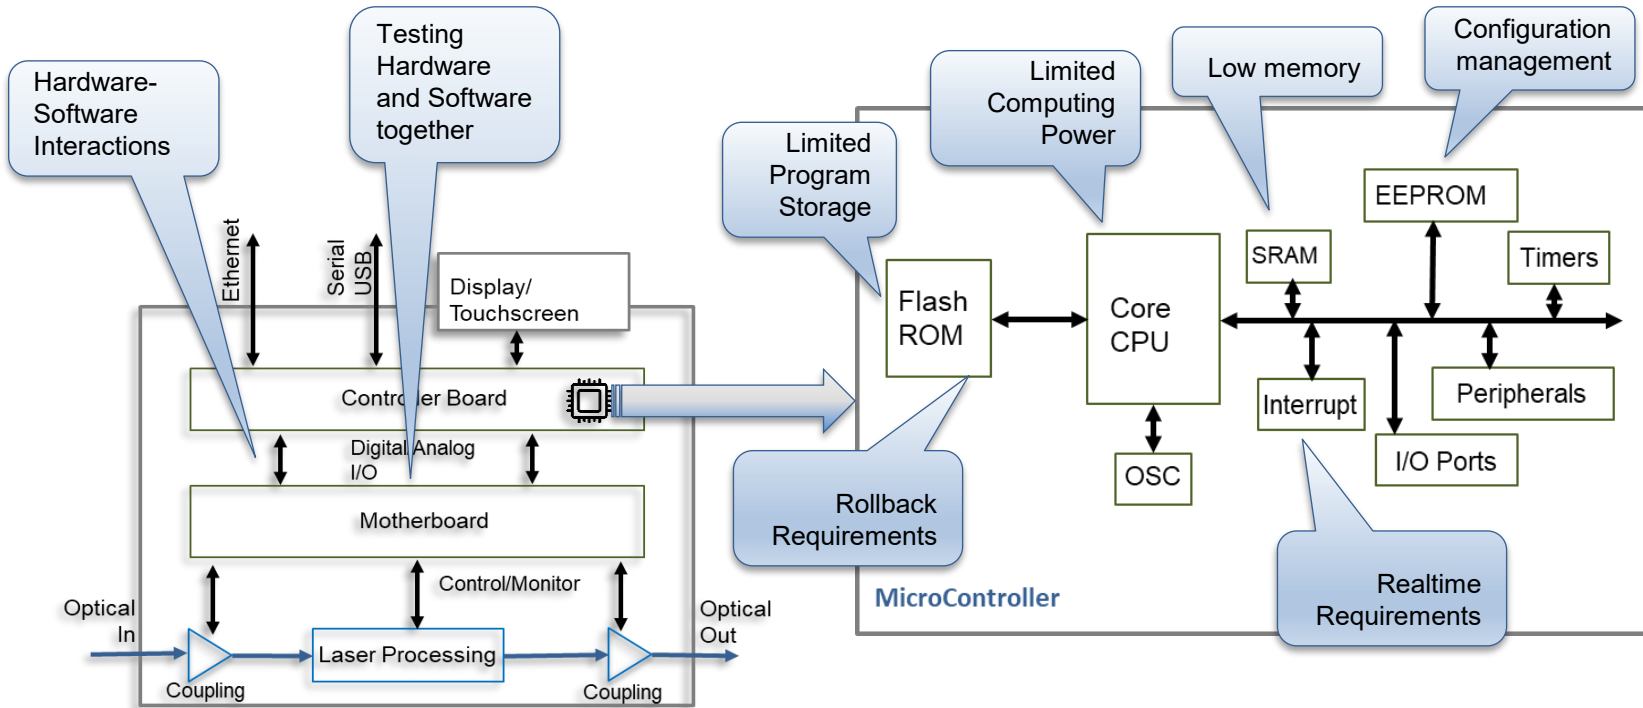 Hardware-
Software
Interactions
Testing
Hardware
and Software
together
Limited
Program
Storage
Limited
Computing
Power
Low memory
Configuration
management
Ethernet
Serial
USB
Display/
Touchscreen
Controller Board
Digital/Analog
I/O
Motherboard
Control/Monitor
Optical
In
Optical
Out
Laser Processing
Coupling
Coupling
Flash
ROM
Core
CPU
SRAM
EEPROM
Timers
Interrupt
Peripherals
I/O Ports
OSC
Rollback
Requirements
Realtime
Requirements
MicroController